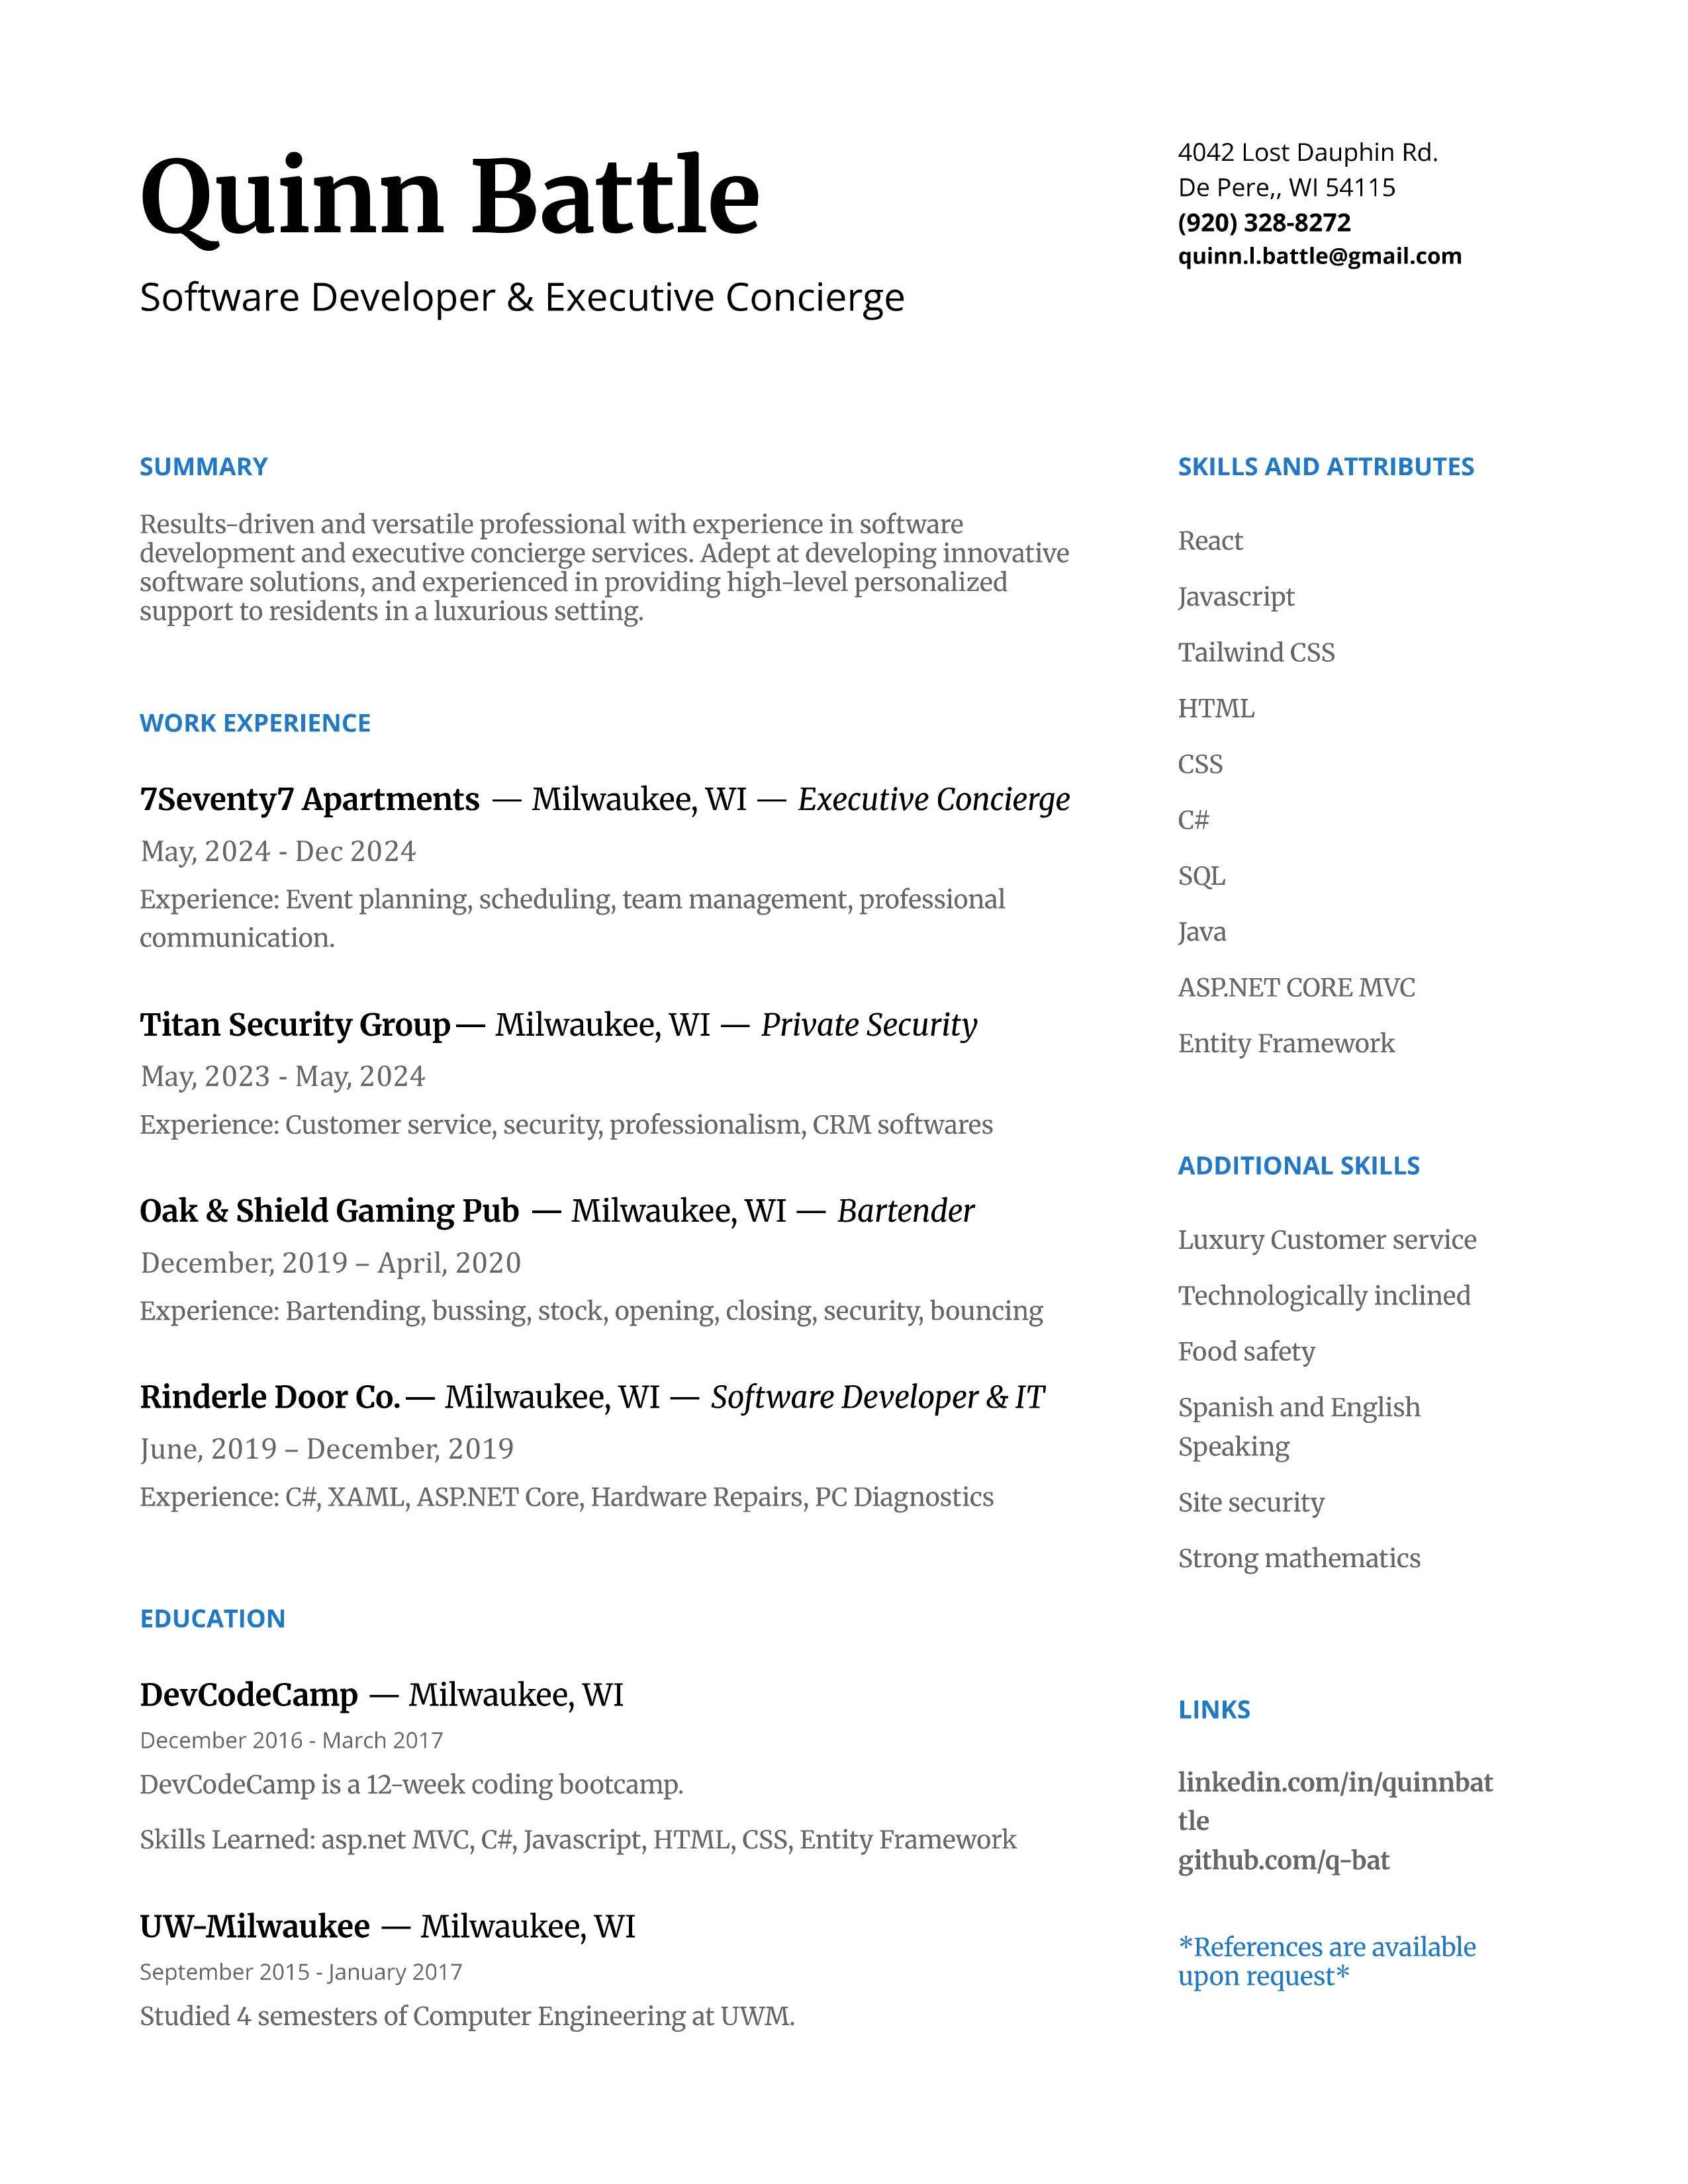 Quinn Battle
Software Developer & Executive Concierge
4042 Lost Dauphin Rd.
De Pere,, WI 54115
(920) 328-8272
quinn.l.battle@gmail.com
SUMMARY
Results-driven and versatile professional with experience in software
development and executive concierge services. Adept at developing innovative
software solutions, and experienced in providing high-level personalized
support to residents in a luxurious setting.
WORK EXPERIENCE
7Seventy7 Apartments — Milwaukee, WI — Executive Concierge
May, 2024 - Dec 2024
Experience: Event planning, scheduling, team management, professional
communication.
Titan Security Group— Milwaukee, WI — Private Security
May, 2023 - May, 2024
Experience: Customer service, security, professionalism, CRM softwares
Oak & Shield Gaming Pub — Milwaukee, WI — Bartender
December, 2019 – April, 2020
Experience: Bartending, bussing, stock, opening, closing, security, bouncing
Rinderle Door Co.— Milwaukee, WI — Software Developer & IT
June, 2019 – December, 2019
Experience: C#, XAML, ASP.NET Core, Hardware Repairs, PC Diagnostics
EDUCATION
DevCodeCamp — Milwaukee, WI
December 2016 - March 2017
DevCodeCamp is a 12-week coding bootcamp.
Skills Learned: asp.net MVC, C#, Javascript, HTML, CSS, Entity Framework
UW-Milwaukee — Milwaukee, WI
September 2015 - January 2017
Studied 4 semesters of Computer Engineering at UWM.
SKILLS AND ATTRIBUTES
React
Javascript
Tailwind CSS
HTML
CSS
C#
SQL
Java
ASP.NET CORE MVC
Entity Framework
ADDITIONAL SKILLS
Luxury Customer service
Technologically inclined
Food safety
Spanish and English
Speaking
Site security
Strong mathematics
LINKS
linkedin.com/in/quinnbat
tle
github.com/q-bat
*References are available
upon request*